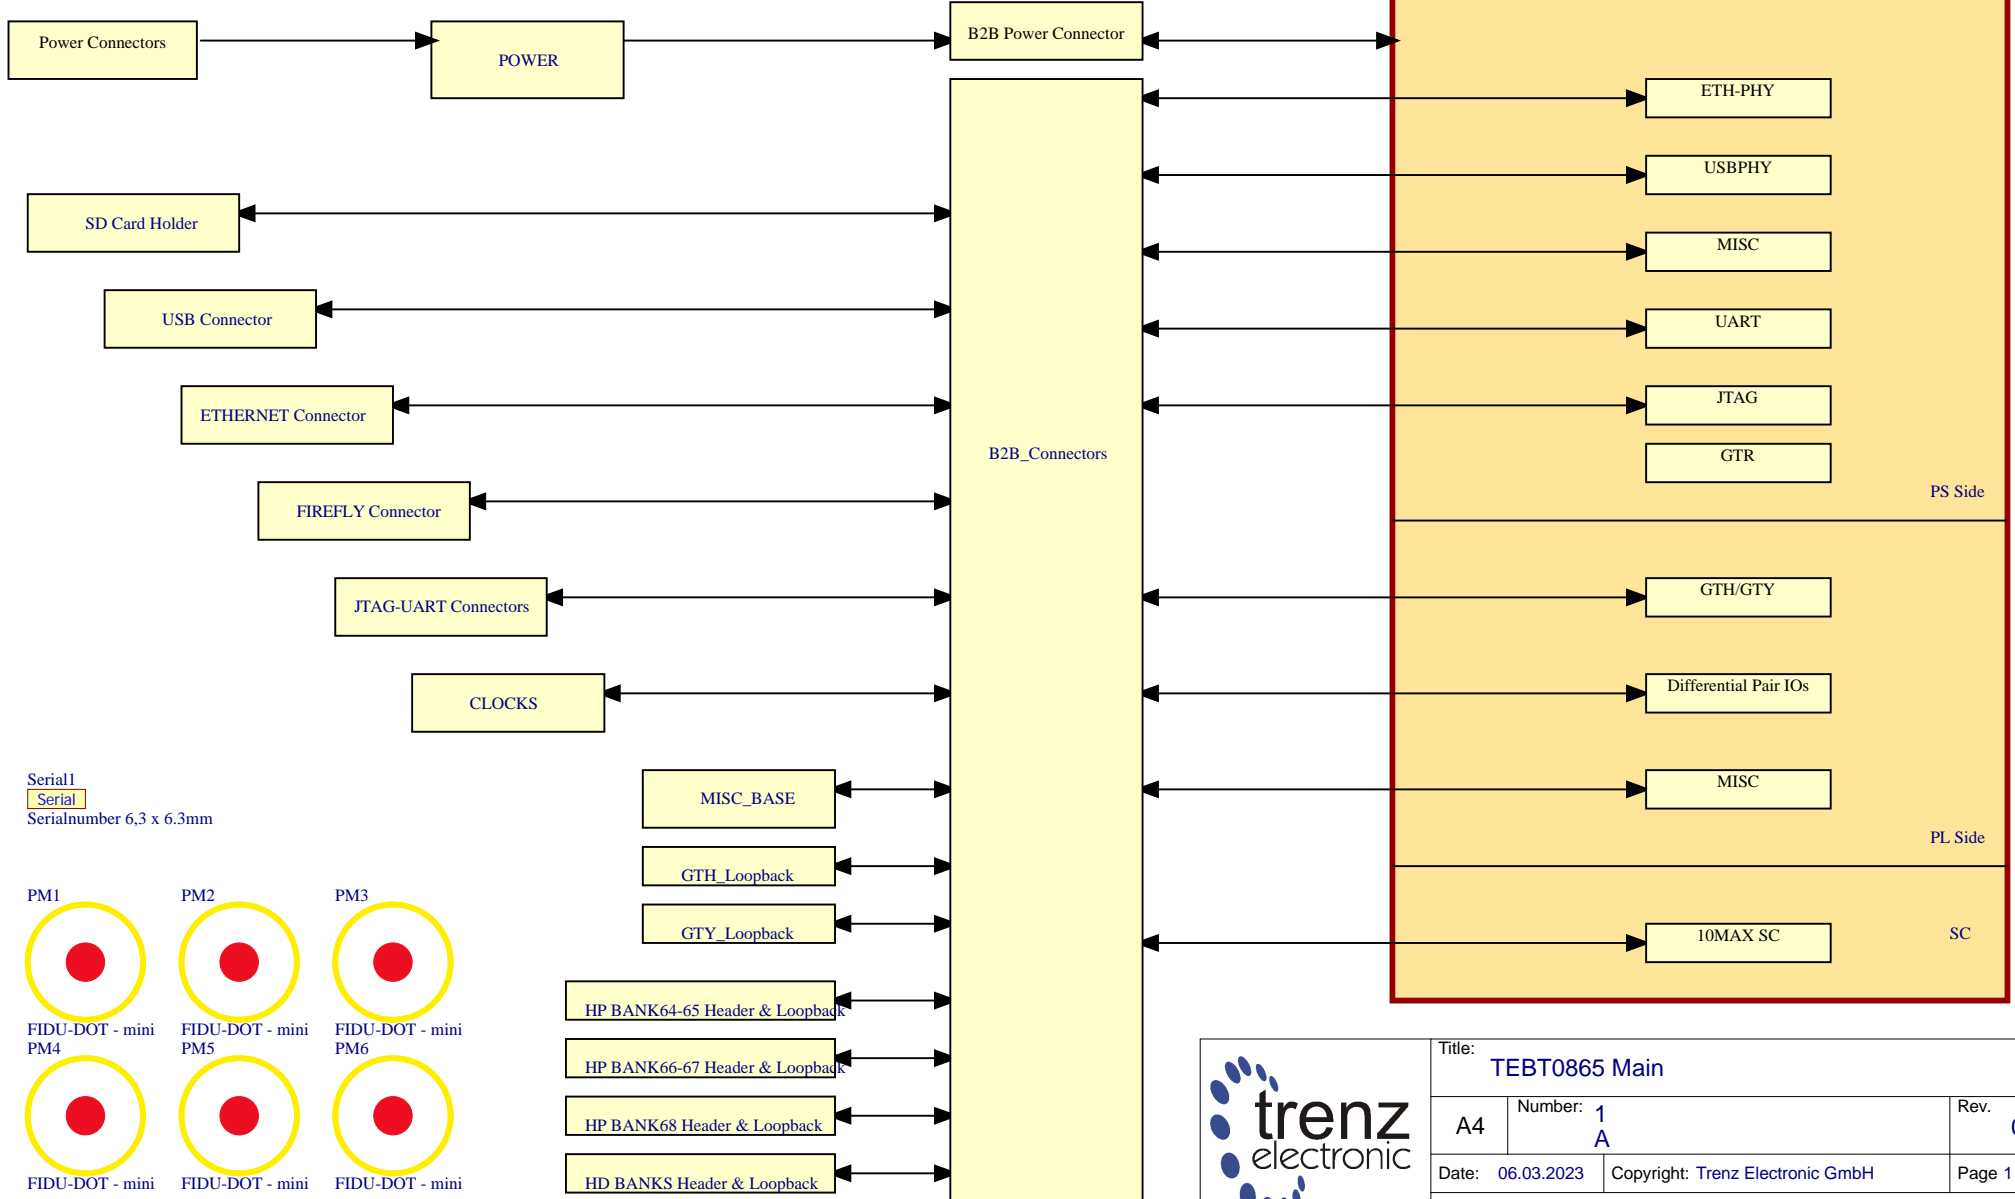 Power Connectors
POWER
B2B Power Connector
ETH-PHY
USBPHY
SD Card Holder
MISC
USB Connector
UART
ETHERNET Connector
JTAG
B2B_Connectors
GTR
PS Side
FIREFLY Connector
JTAG-UART Connectors
GTH/GTY
CLOCKS
Differential Pair IOs
Serial1
Serial
Serialnumber 6,3 x 6.3mm
MISC_BASE
MISC
PL Side
GTH_Loopback
GTY_Loopback
10MAX SC
SC
PM1
PM2
PM3
FIDU-DOT - mini
FIDU-DOT - mini
FIDU-DOT - mini
PM4
PM5
PM6
FIDU-DOT - mini
FIDU-DOT - mini
FIDU-DOT - mini
HP BANK64-65 Header & Loopback
HP BANK66-67 Header & Loopback
HP BANK68 Header & Loopback
HD BANKS Header & Loopback
trenz
electronic
Title:
TEBT0865 Main
A4
Number: 1
A
Rev.
Date: 06.03.2023
Copyright: Trenz Electronic GmbH
Page 1